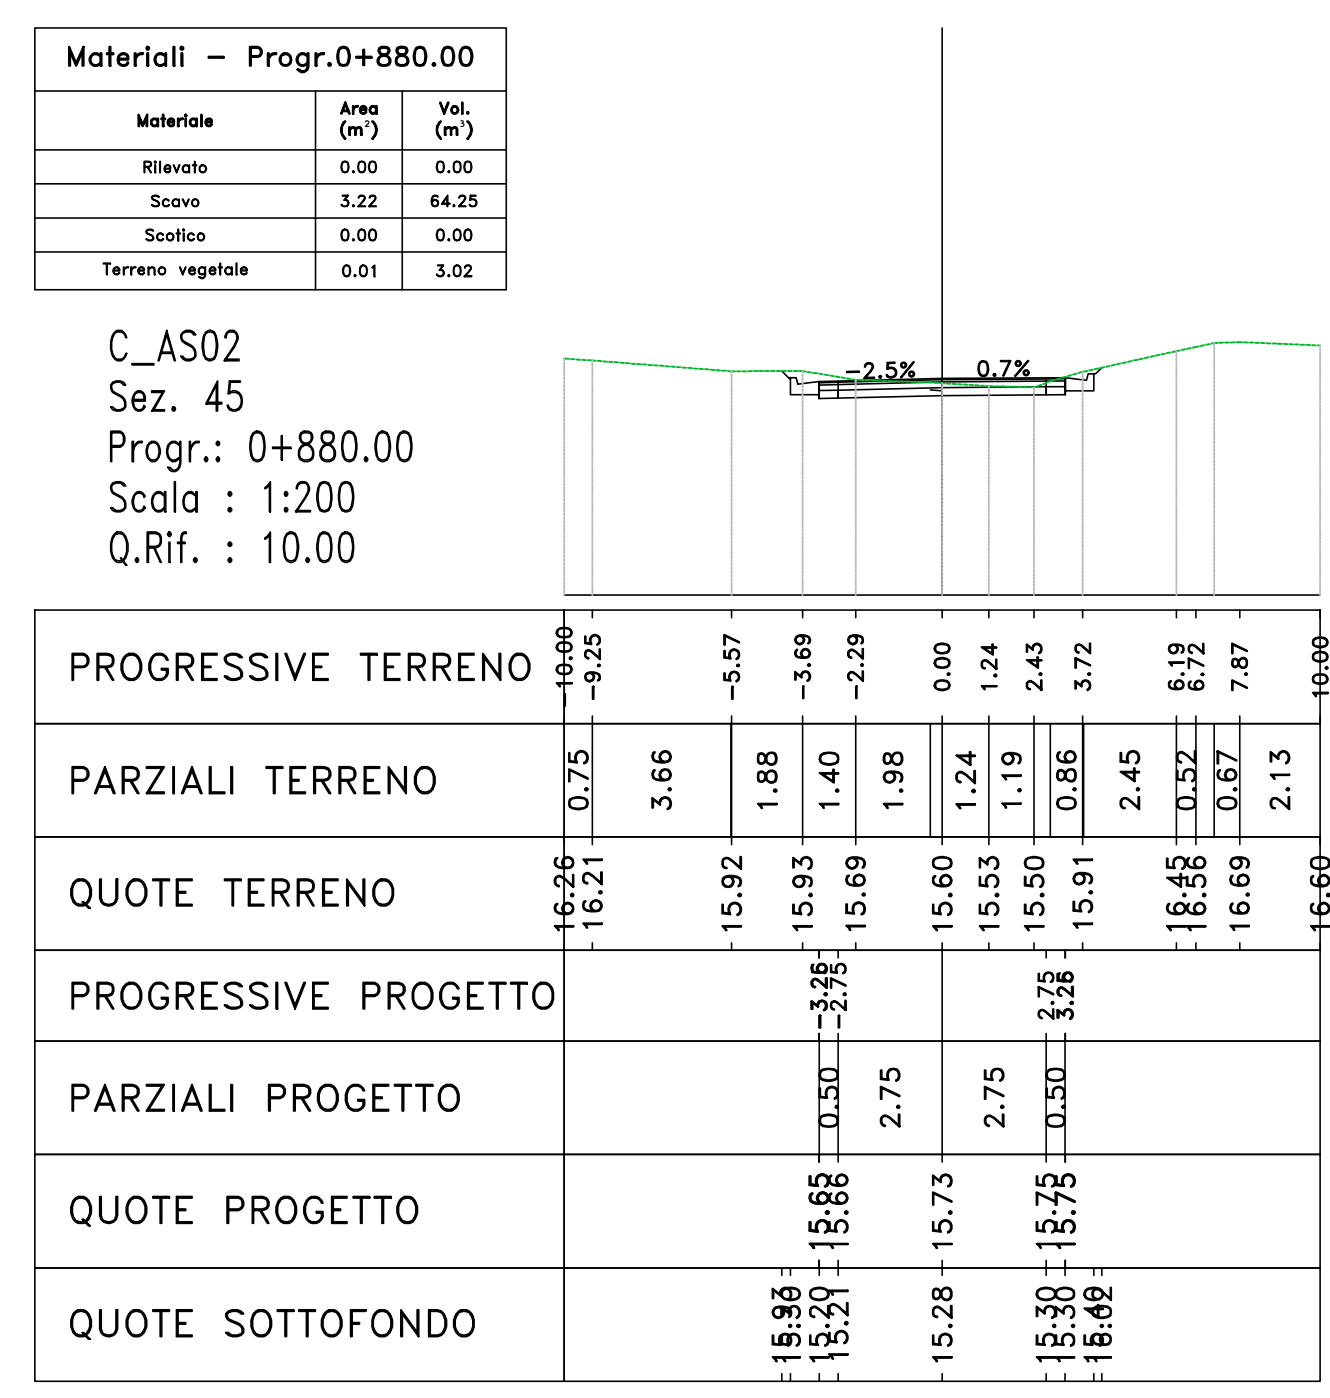 Materiali - Progr.0+880.00
Materiale Area (m²) Vol. (m³)
Rilevato 0.00 0.00
Scavo 3.22 64.25
Scotico 0.00 0.00
Terreno vegetale 0.01 3.02
C_AS02
Sez. 45
Progr.: 0+880.00
Scala : 1:200
Q.Rif. : 10.00
-2.5% 0.7%
PROGRESSIVE TERRENO -10.00 -9.25 -5.57 -3.69 -2.29 0.00 1.24 2.43 3.72 6.19 6.72 7.87 10.00
PARZIALI TERRENO 0.75 3.66 1.88 1.40 1.98 1.24 1.19 0.86 2.45 0.52 0.67 2.13
QUOTE TERRENO 16.26 16.21 15.92 15.93 15.69 15.60 15.53 15.50 15.91 16.45 16.56 16.69 16.60
PROGRESSIVE PROGETTO -3.26 -2.75 2.75 3.26
PARZIALI PROGETTO 0.50 2.75 2.75 0.50
QUOTE PROGETTO 15.65 15.66 15.73 15.75 15.75
QUOTE SOTTOFONDO 15.93 15.30 15.20 15.21 15.28 15.30 15.30 15.40 16.02